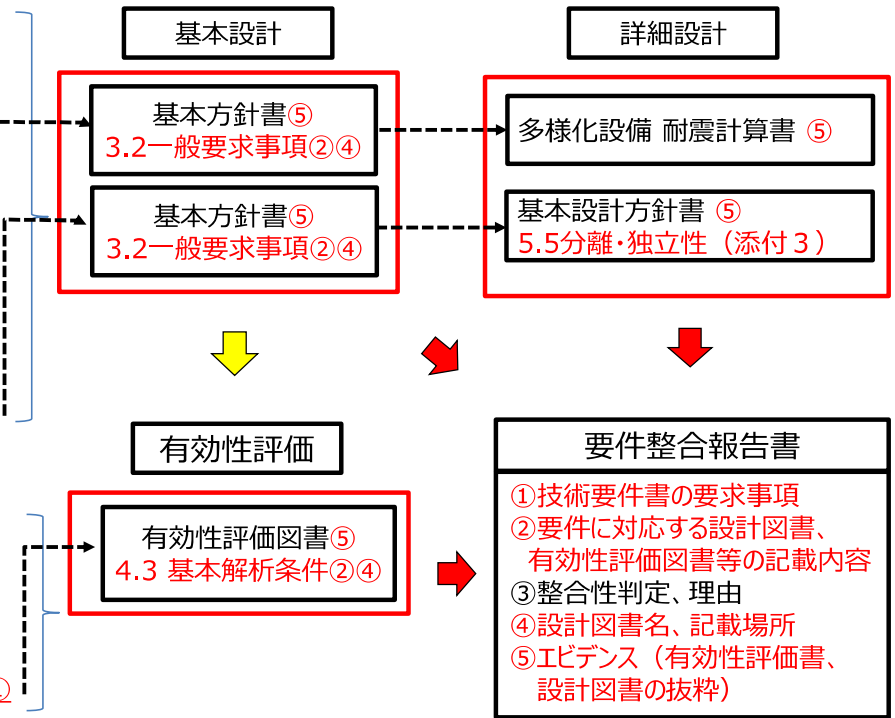 基本設計
詳細設計
基本方針書⑤
3.2一般要求事項②④
多様化設備 耐震計算書 ⑤
基本方針書⑤
3.2一般要求事項②④
基本設計方針書 ⑤
5.5分離・独立性（添付３）
有効性評価
有効性評価図書⑤
4.3 基本解析条件②④
要件整合報告書
①技術要件書の要求事項
②要件に対応する設計図書、
有効性評価図書等の記載内容
③整合性判定、理由
④設計図書名、記載場所
⑤エビデンス（有効性評価書、
設計図書の抜粋）